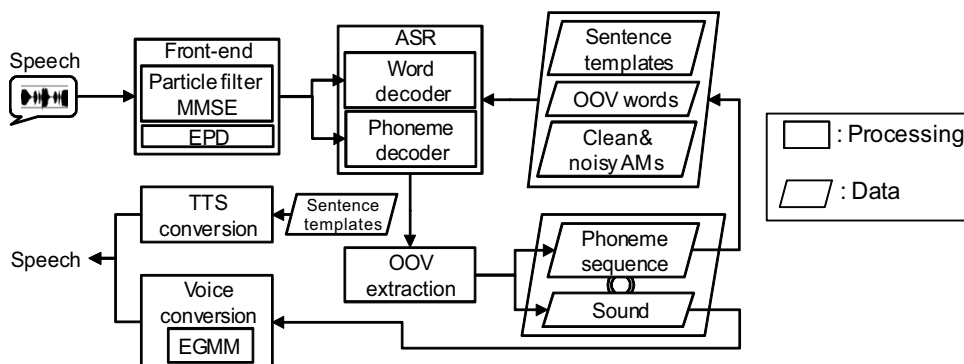 Speech
Front-end
Particle filter
MMSE
EPD
ASR
Word
decoder
Phoneme
decoder
Sentence
templates
OOV words
Clean&
noisy AMs
: Processing
: Data
TTS
conversion
Sentence
templates
Speech
OOV
extraction
Phoneme
sequence
Sound
Voice
conversion
EGMM